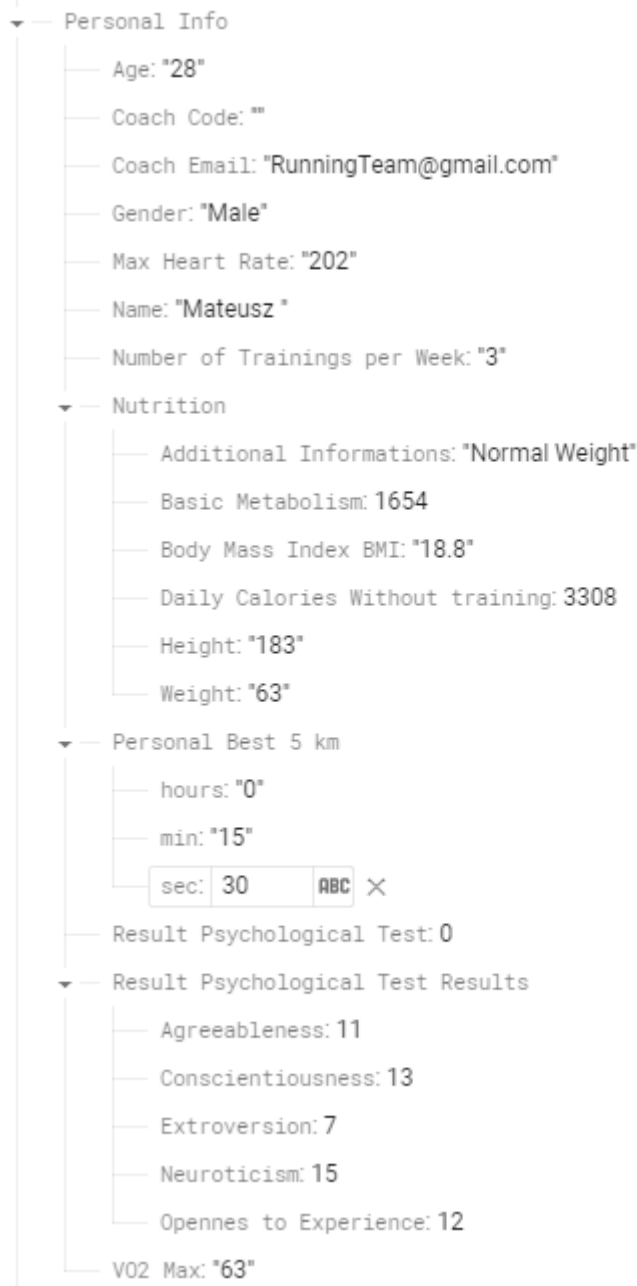 Personal Info
Age: "28"
Coach Code: ""
Coach Email: "RunningTeam@gmail.com"
Gender: "Male"
Max Heart Rate: "202"
Name: "Mateusz "
Number of Trainings per Week: "3"
Nutrition
Additional Informations: "Normal Weight"
Basic Metabolism: 1654
Body Mass Index BMI: "18.8"
Daily Calories Without training: 3308
Height: "183"
Weight: "63"
Personal Best 5 km
hours: "0"
min: "15"
sec: 30 ABC
Result Psychological Test: 0
Result Psychological Test Results
Agreeableness: 11
Conscientiousness: 13
Extroversion: 7
Neuroticism: 15
Opennes to Experience: 12
VO2 Max: "63"